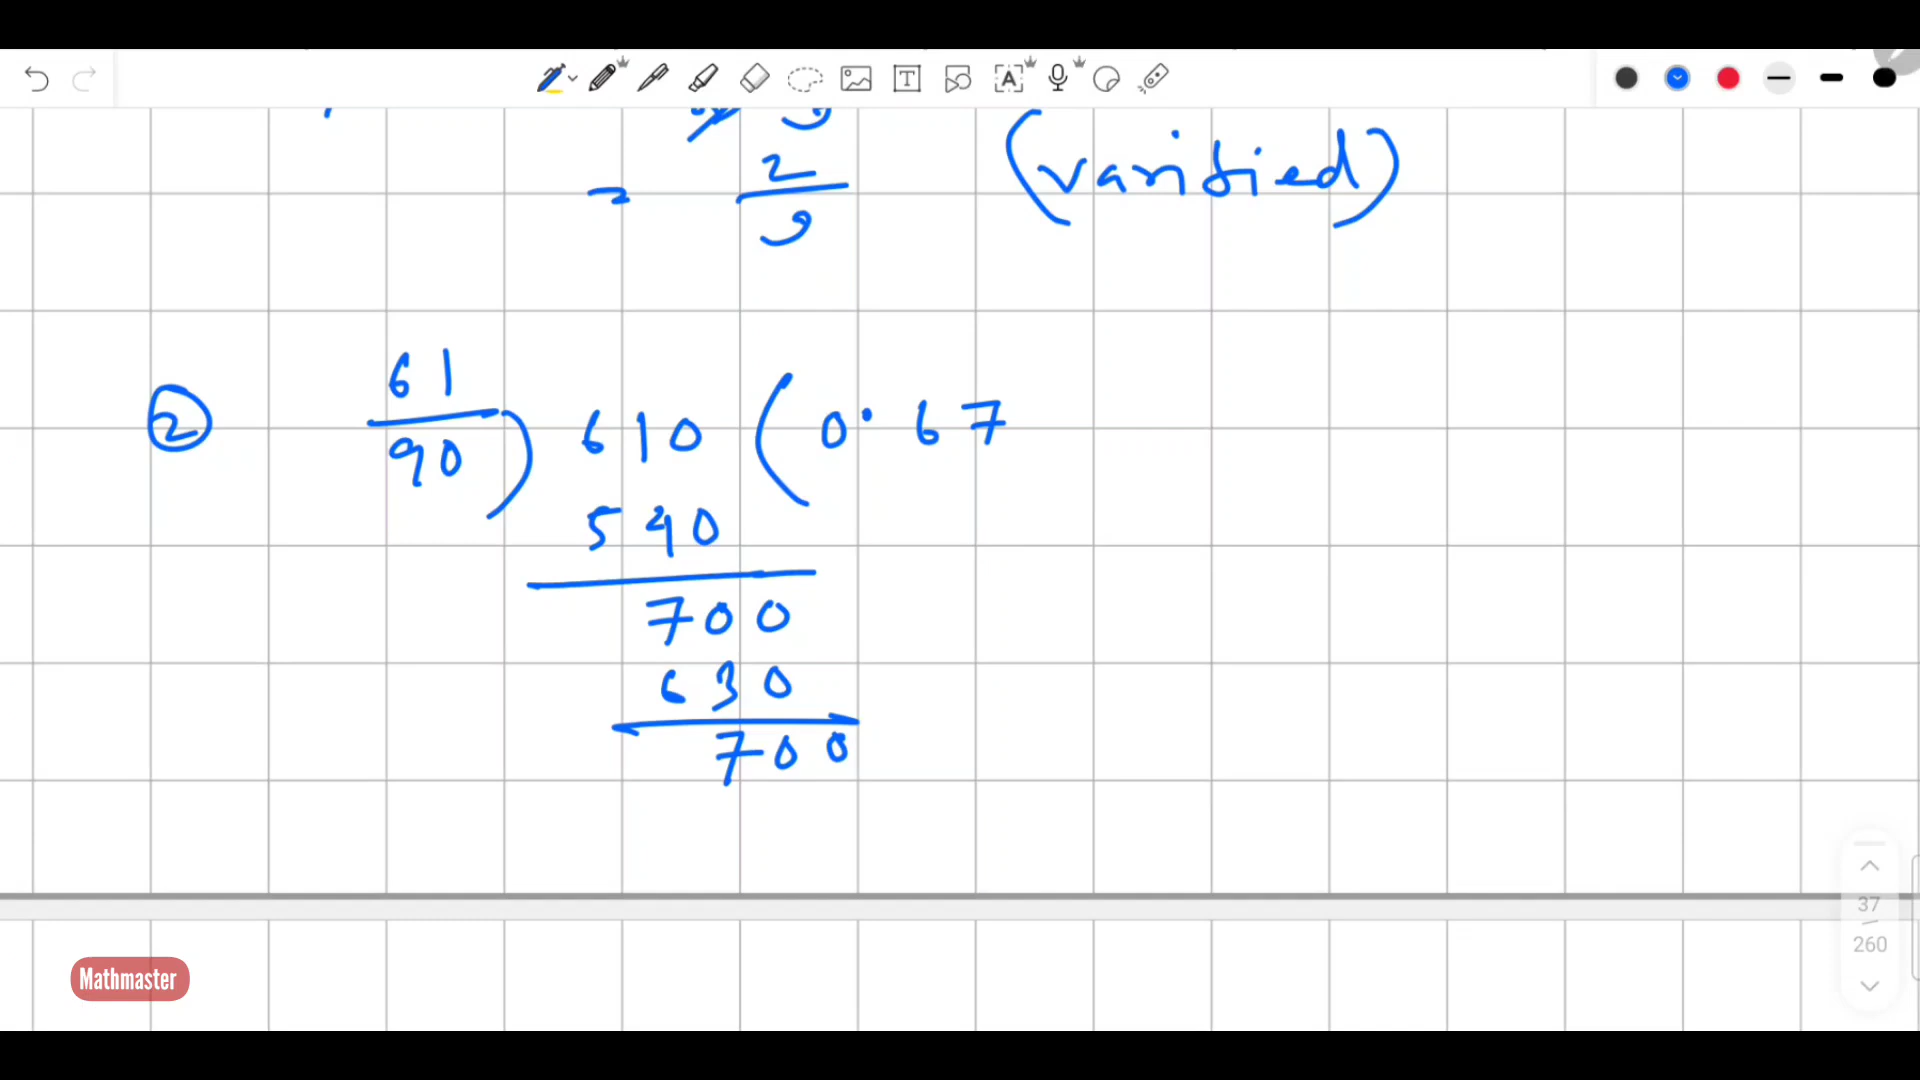 = 2/9 (varified)
② 61/90 ) 610 ( 0.67
540
700
630
700
37
260
Mathmaster